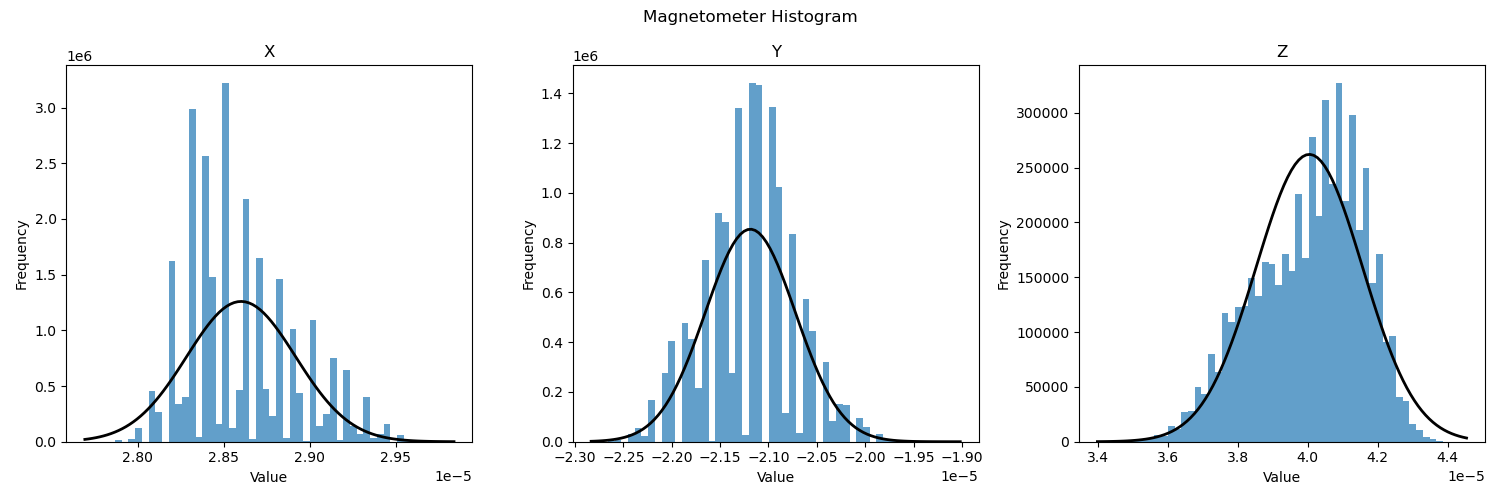 Magnetometer Histogram
X
1e6
Frequency
3.0
2.5
2.0
1.5
1.0
0.5
0.0
2.80 2.85 2.90 2.95
1e−5
Value
Y
1e6
Frequency
1.4
1.2
1.0
0.8
0.6
0.4
0.2
0.0
−2.30 −2.25 −2.20 −2.15 −2.10 −2.05 −2.00 −1.95 −1.90
1e−5
Value
Z
Frequency
300000
250000
200000
150000
100000
50000
0
3.4 3.6 3.8 4.0 4.2 4.4
1e−5
Value